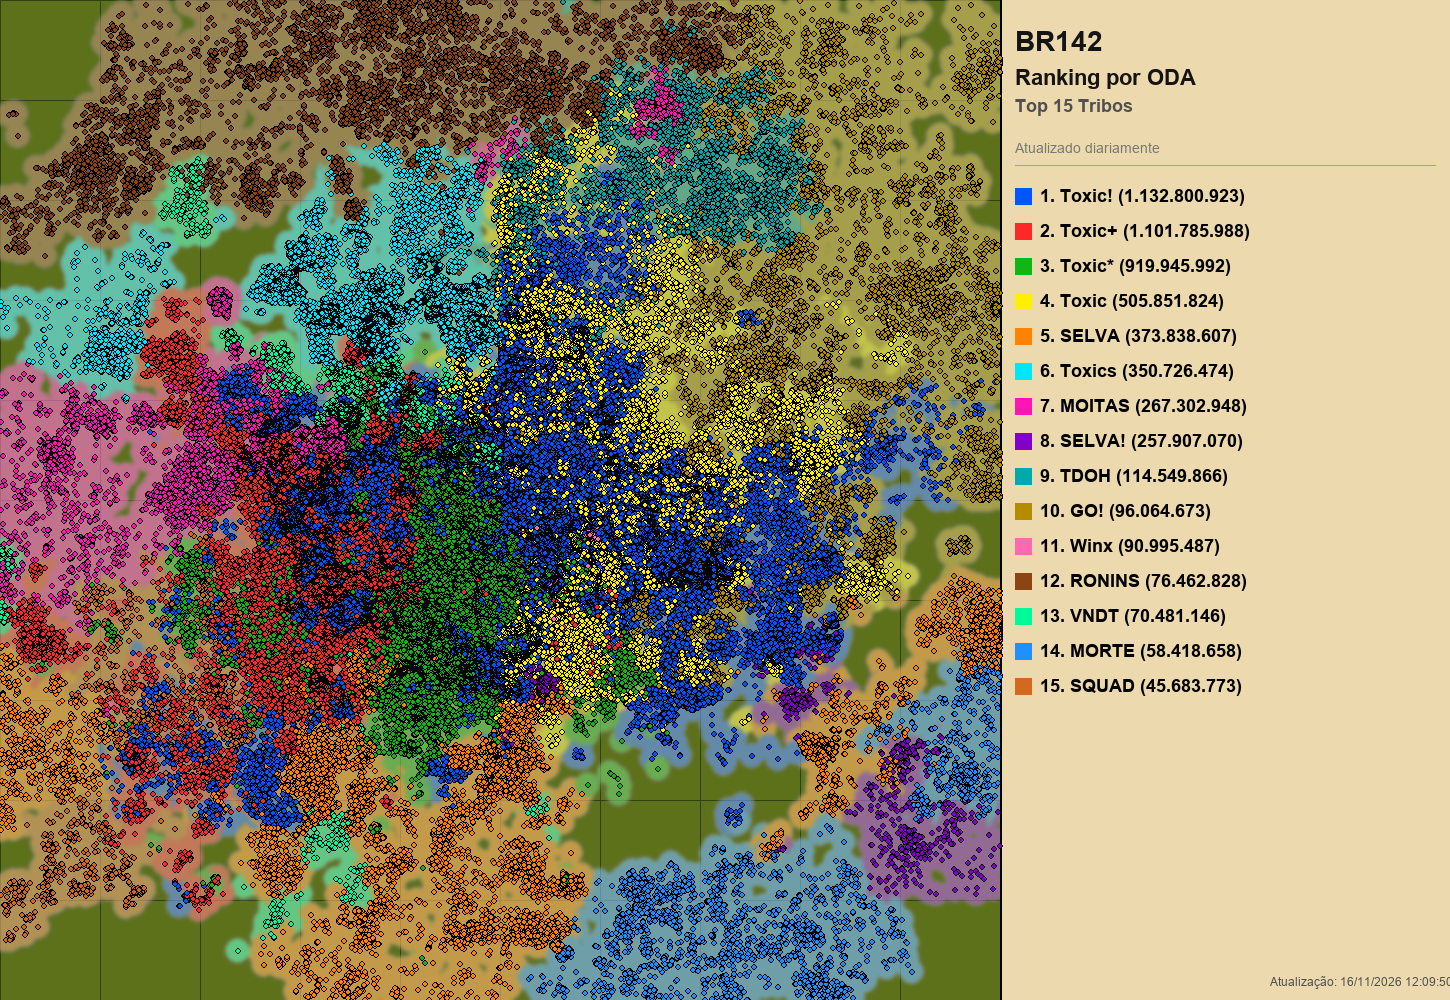 BR142
Ranking por ODA
Top 15 Tribos
Atualizado diariamente
1. Toxic! (1.132.800.923)
2. Toxic+ (1.101.785.988)
3. Toxic* (919.945.992)
4. Toxic (505.851.824)
5. SELVA (373.838.607)
6. Toxics (350.726.474)
7. MOITAS (267.302.948)
8. SELVA! (257.907.070)
9. TDOH (114.549.866)
10. GO! (96.064.673)
11. Winx (90.995.487)
12. RONINS (76.462.828)
13. VNDT (70.481.146)
14. MORTE (58.418.658)
15. SQUAD (45.683.773)
Atualização: 16/11/2026 12:09:50